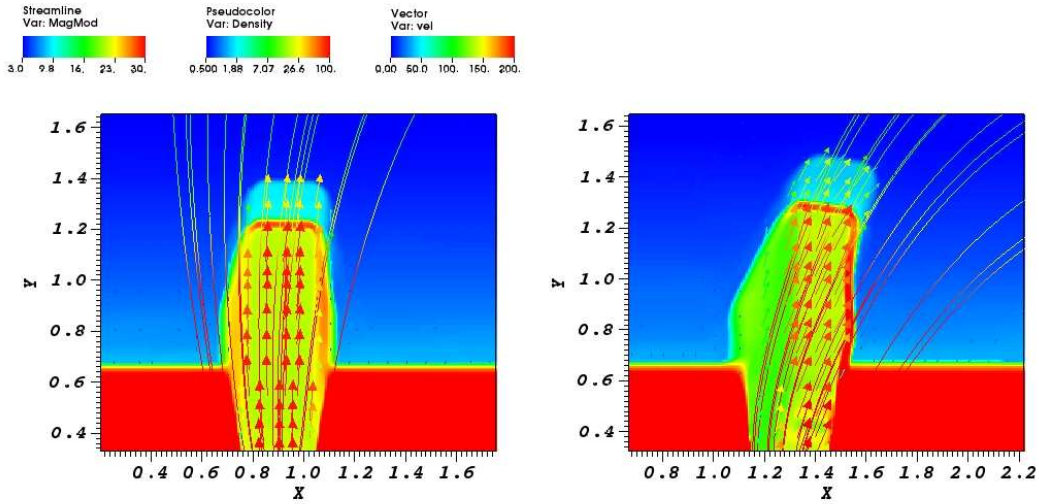 Streamline
Var: MagMod
3.0 9.8 16. 23. 30.
Pseudocolor
Var: Density
0.500 1.88 7.07 26.6 100.
Vector
Var: vel
0.00 50.0 100. 150. 200.
1.6
1.4
1.2
1.0
0.8
0.6
0.4
Y
0.4 0.6 0.8 1.0 1.2 1.4 1.6
X
1.6
1.4
1.2
1.0
0.8
0.6
0.4
Y
0.8 1.0 1.2 1.4 1.6 1.8 2.0 2.2
X